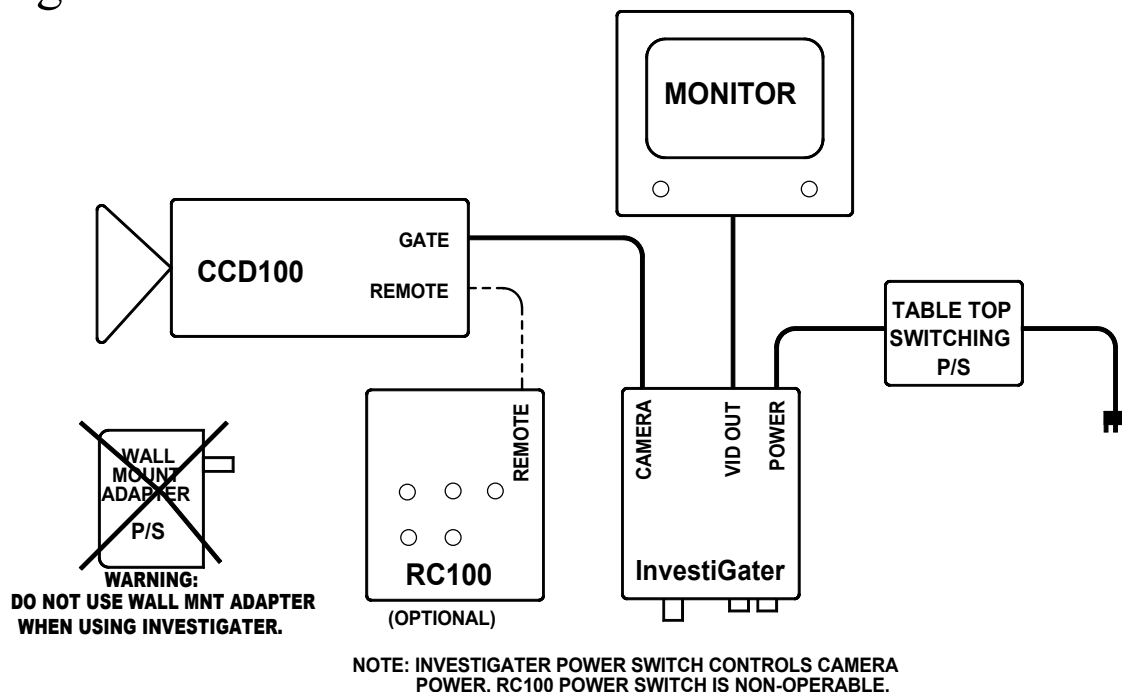 MONITOR
CCD100
GATE
REMOTE
TABLE TOP
SWITCHING
P/S
REMOTE
CAMERA
VID OUT
POWER
WALL
MOUNT
ADAPTER
P/S
RC100
InvestiGater
WARNING:
DO NOT USE WALL MNT ADAPTER
WHEN USING INVESTIGATER.
(OPTIONAL)
NOTE: INVESTIGATER POWER SWITCH CONTROLS CAMERA
POWER. RC100 POWER SWITCH IS NON-OPERABLE.